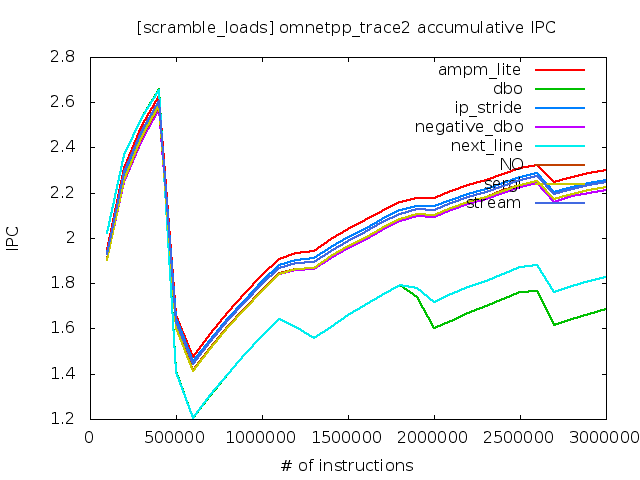 [scramble_loads] omnetpp_trace2 accumulative IPC
2.8
2.6
2.4
2.2
2
1.8
1.6
1.4
1.2
IPC
ampm_lite
dbo
ip_stride
negative_dbo
next_line
NO
stream
0 500000 1000000 1500000 2000000 2500000 3000000
# of instructions